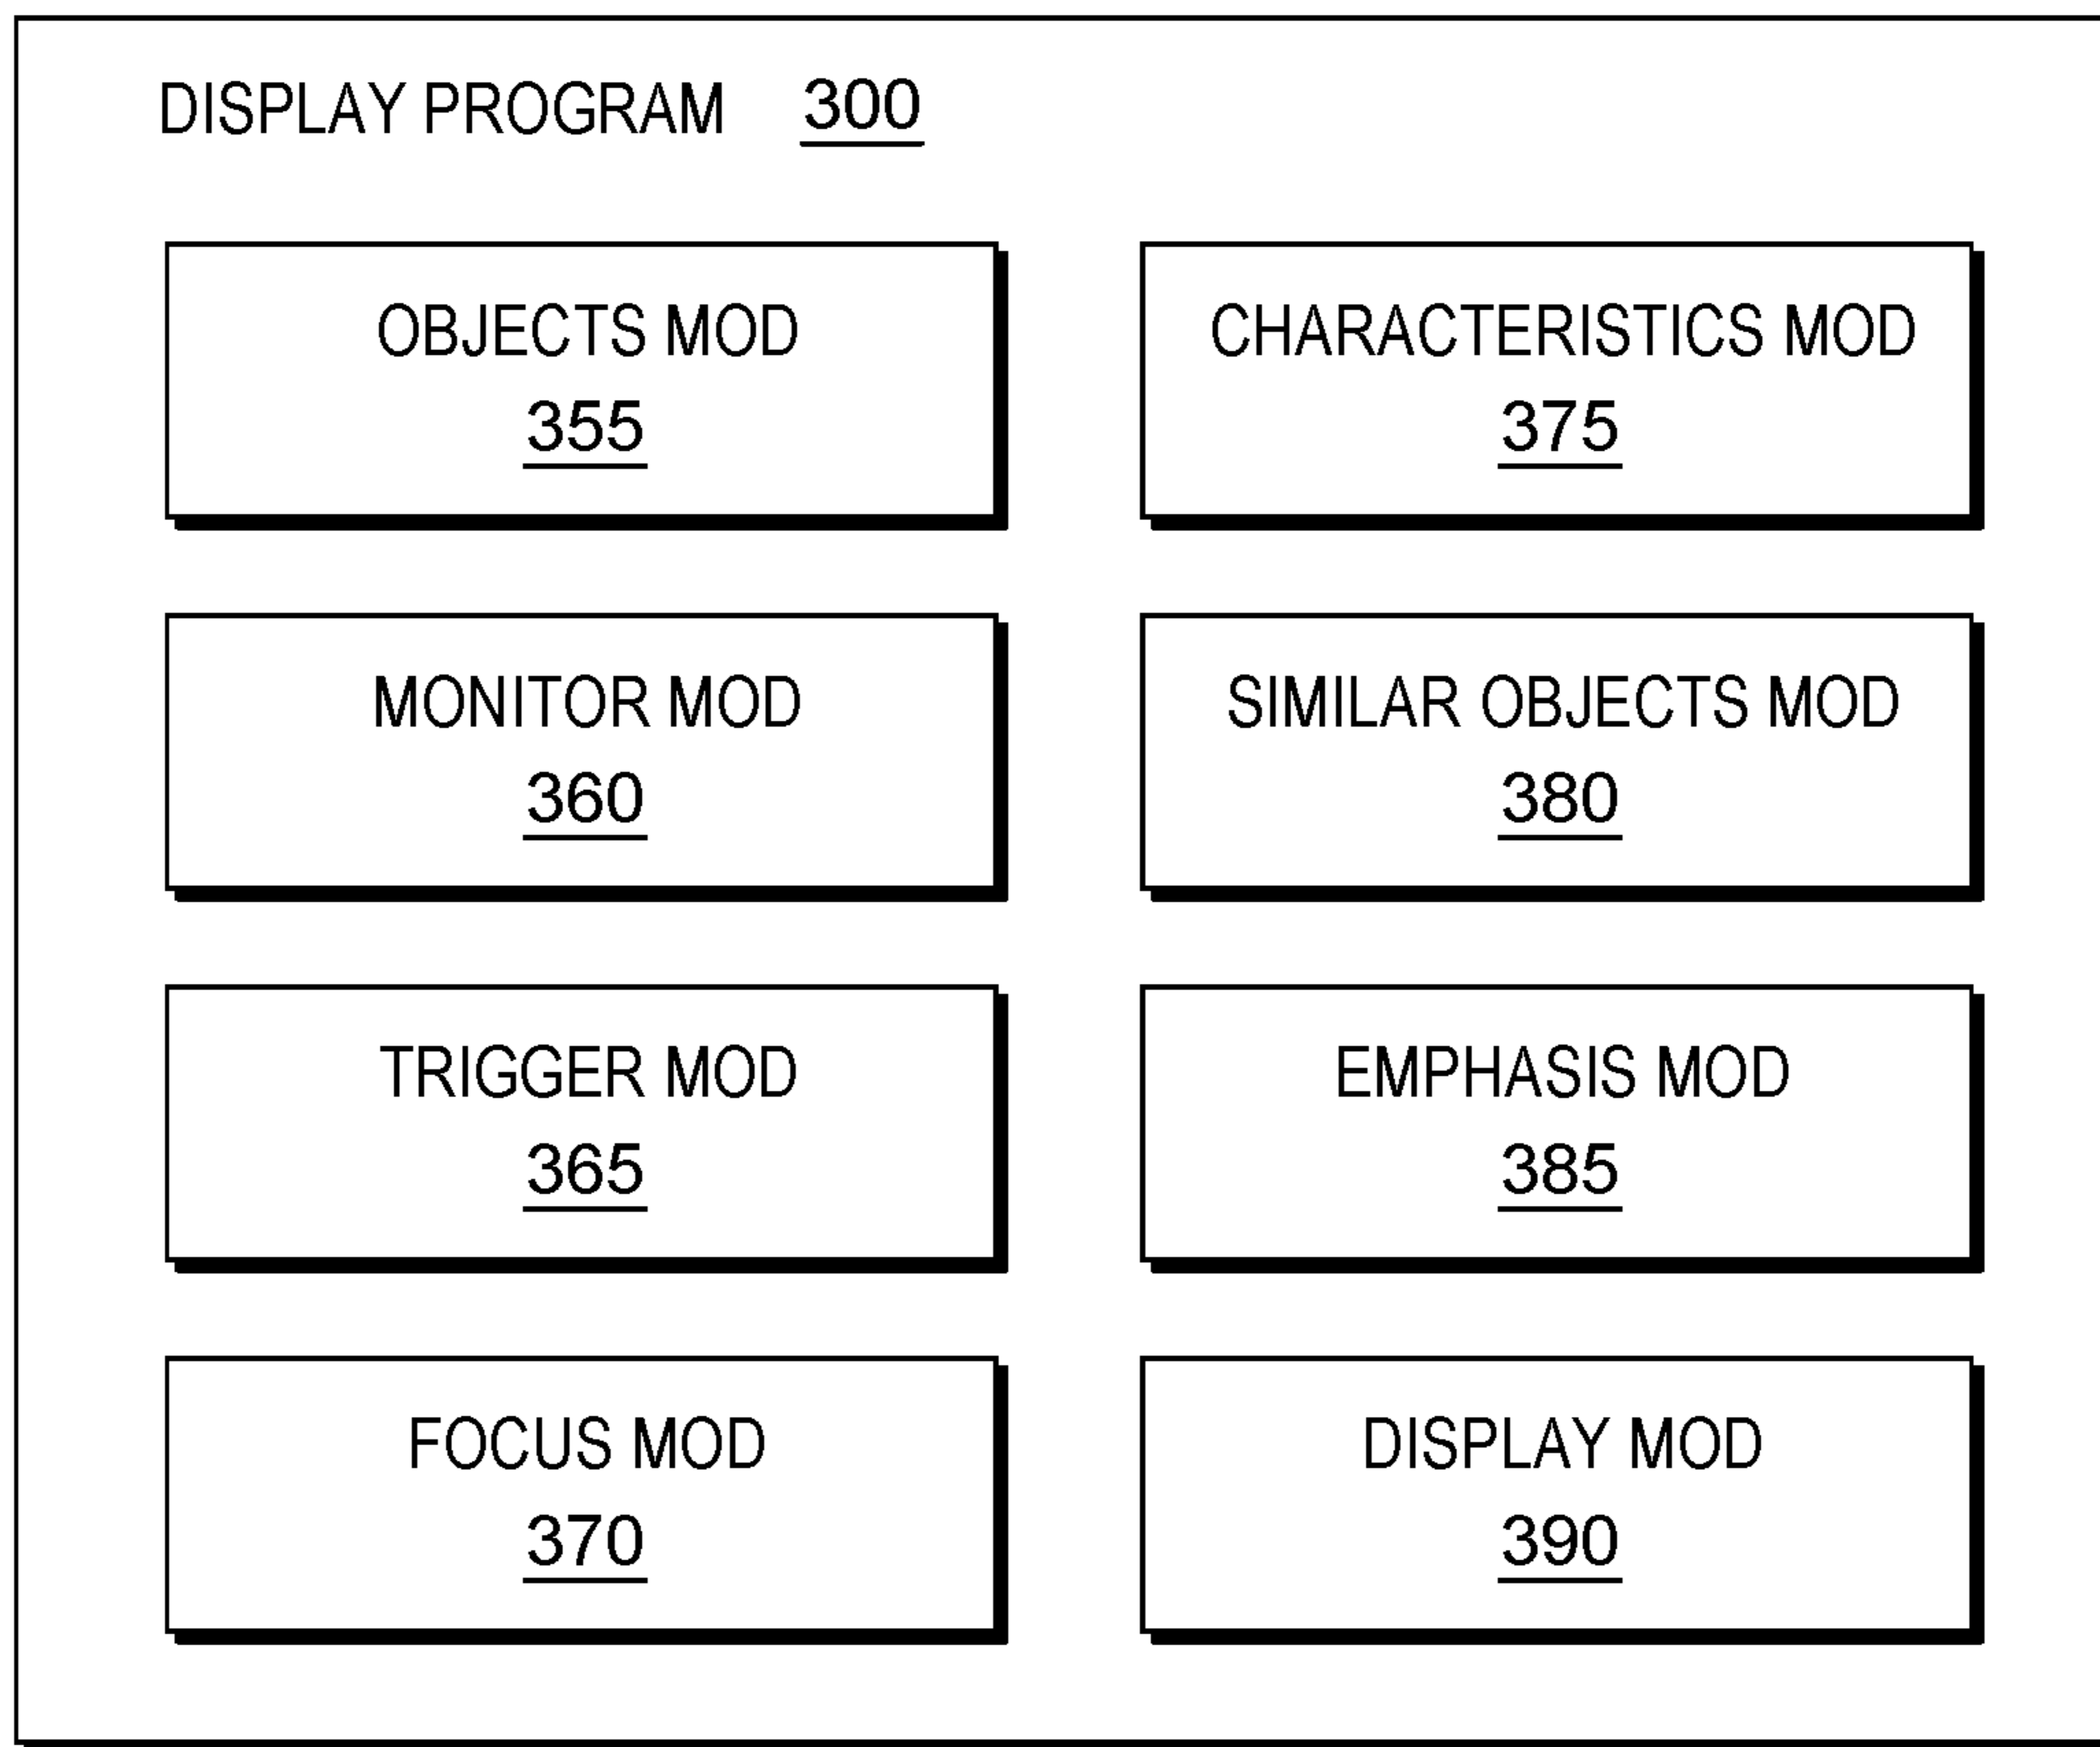 DISPLAY PROGRAM 300
OBJECTS MOD
355
CHARACTERISTICS MOD
375
MONITOR MOD
360
SIMILAR OBJECTS MOD
380
TRIGGER MOD
365
EMPHASIS MOD
385
FOCUS MOD
370
DISPLAY MOD
390